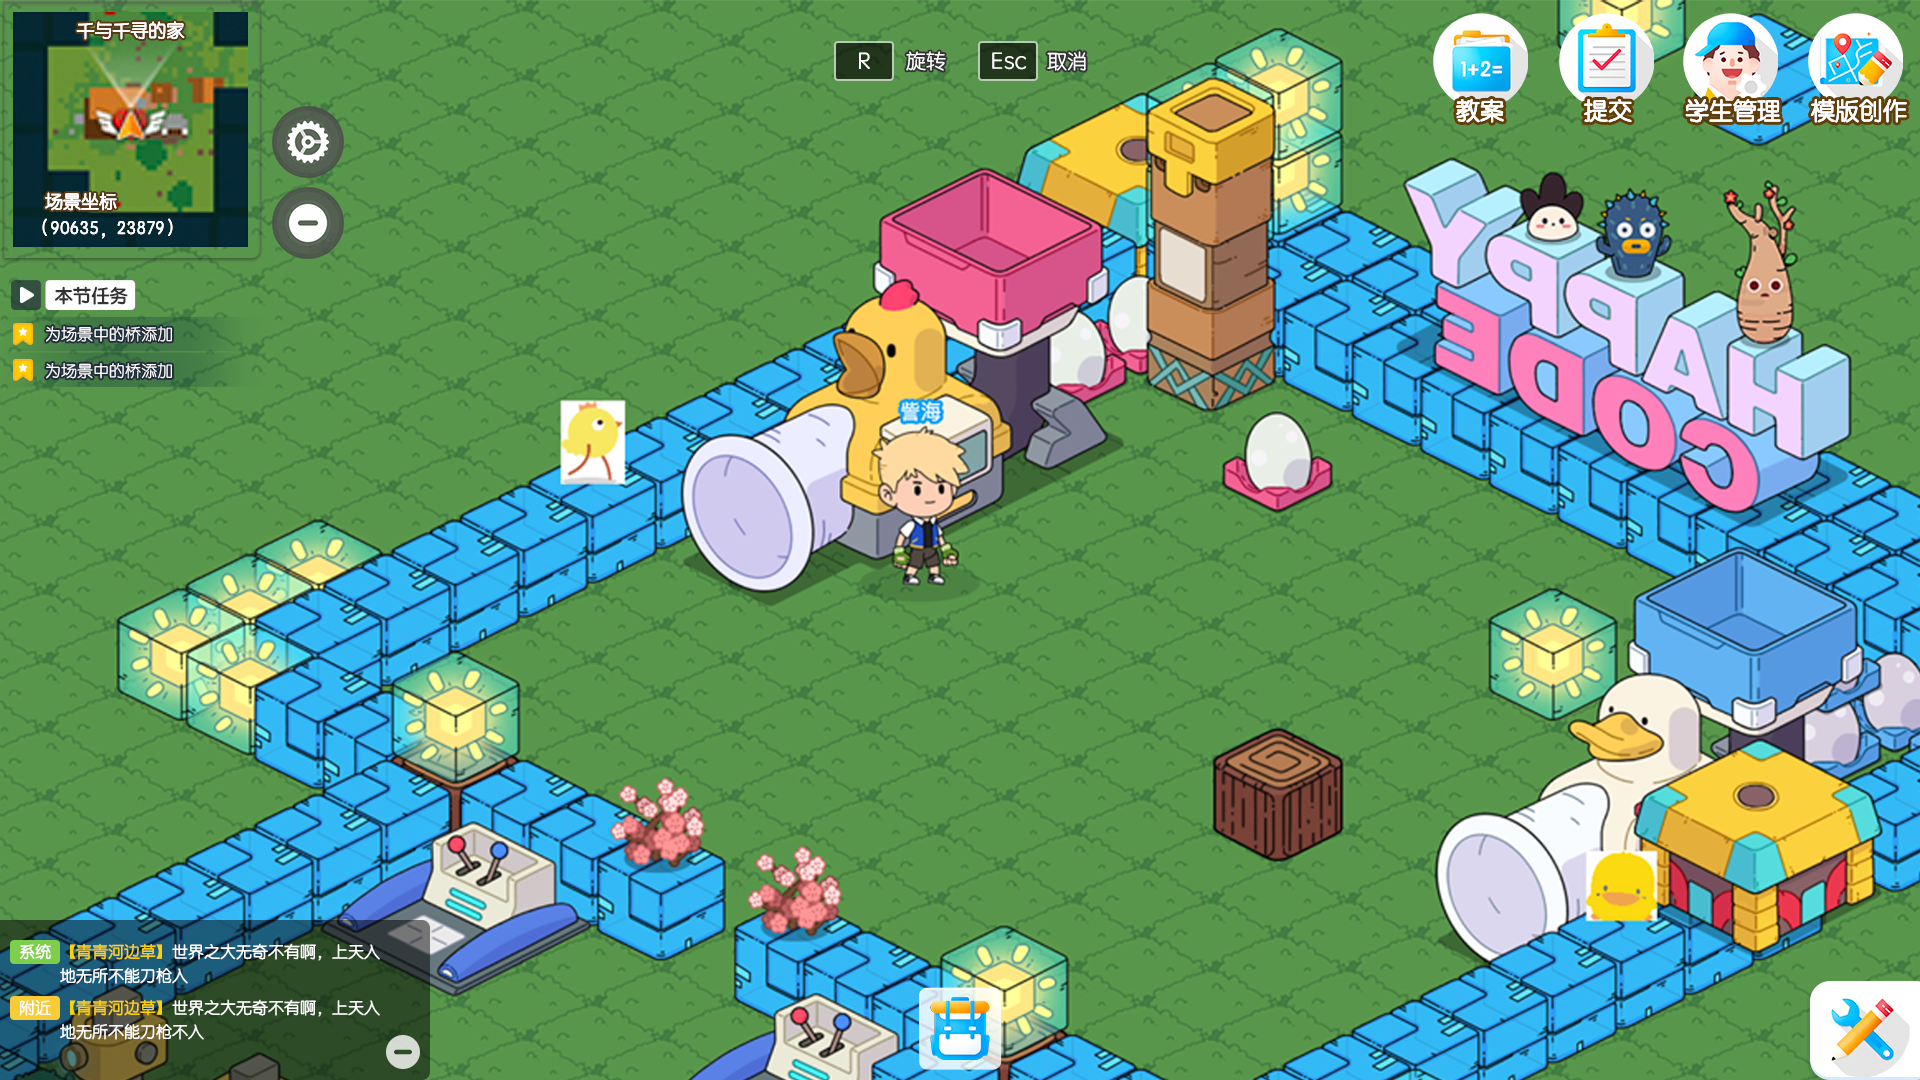 千与千寻的家
场景坐标
(90635, 23879)
R 旋转 Esc 取消
1+2=
教案
提交
学生管理
模版创作
本节任务
为场景中的桥添加
为场景中的桥添加
HAPPY
CODE
訾海
系统 【青青河边草】世界之大无奇不有啊，上天入
地无所不能刀枪入
附近 【青青河边草】世界之大无奇不有啊，上天入
地无所不能刀枪不入